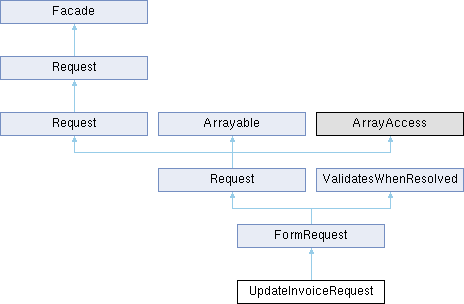 Facade
Request
Request
Arrayable
ArrayAccess
Request
ValidatesWhenResolved
FormRequest
UpdateInvoiceRequest